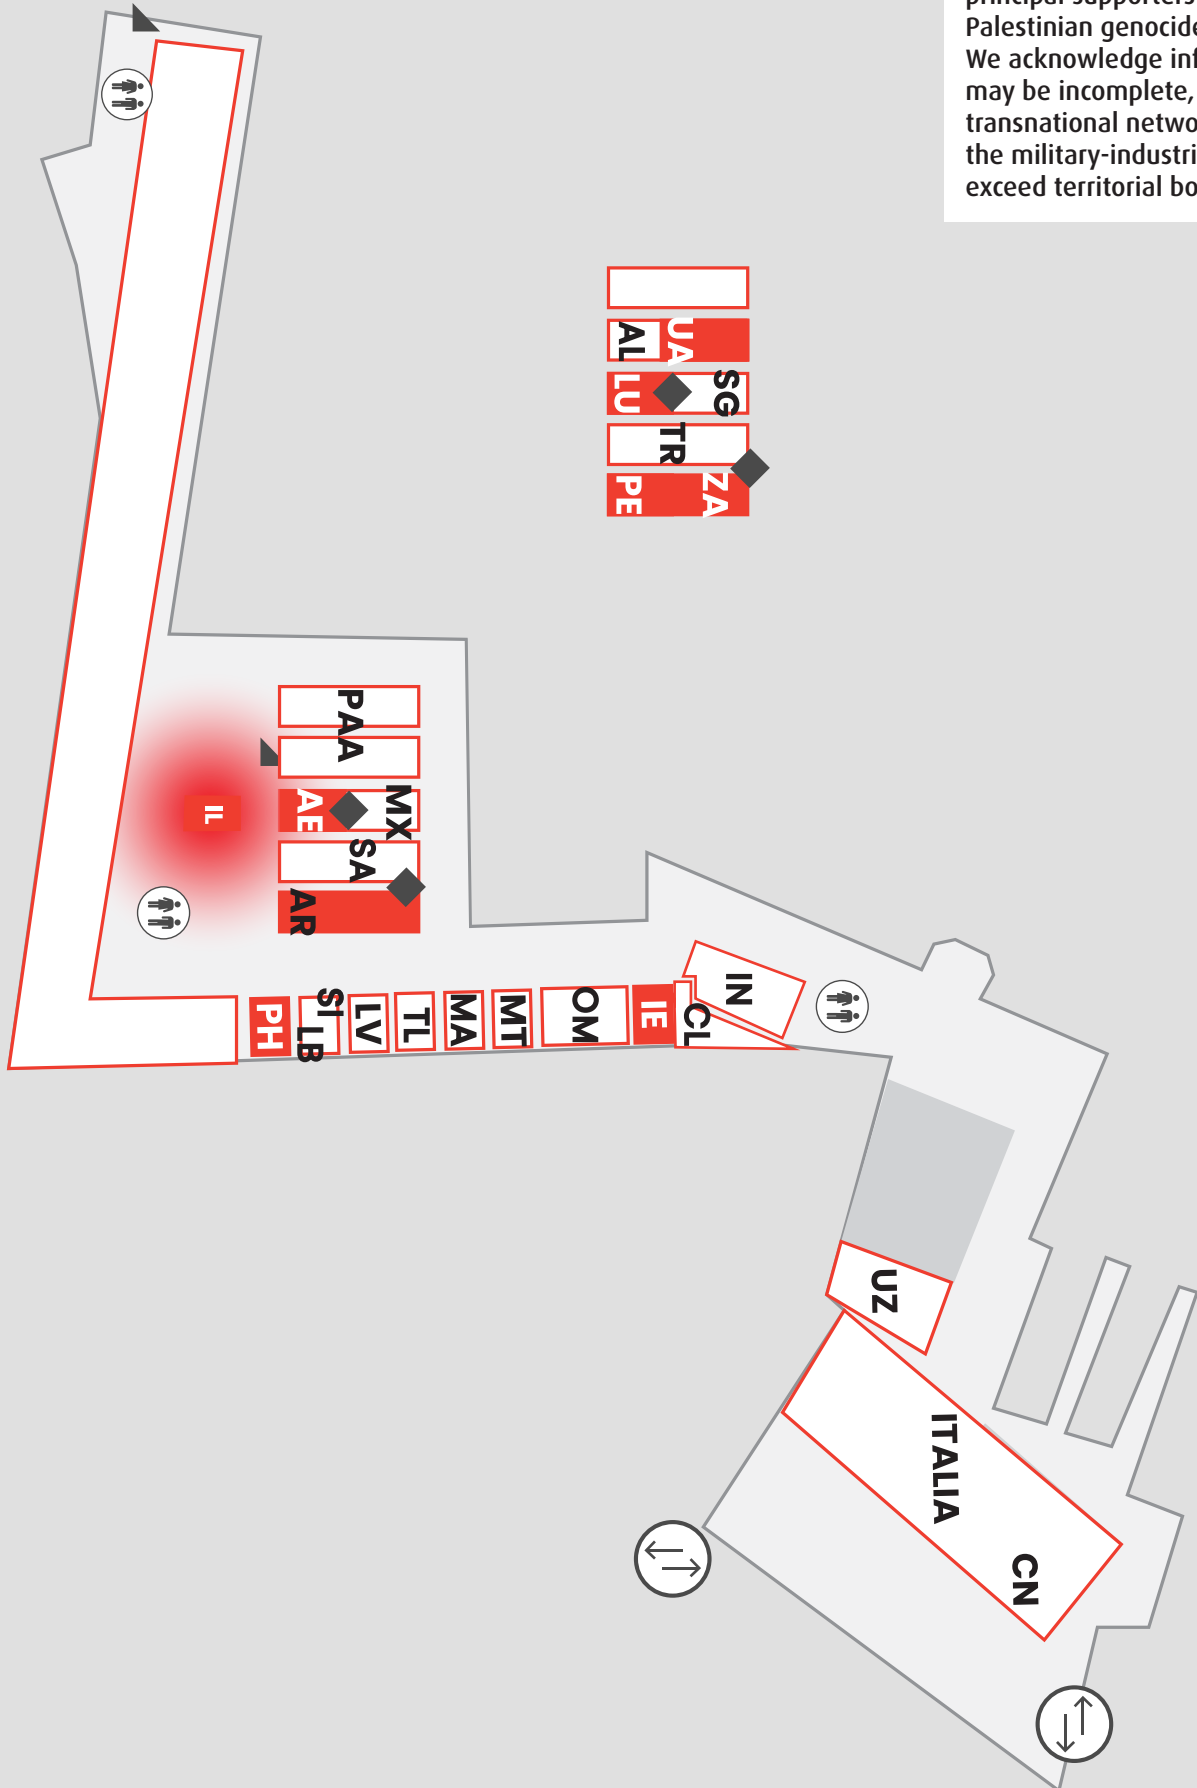 principal supporters
Palestinian genocide
We acknowledge inf
may be incomplete,
transnational netwo
the military-industri
exceed territorial bo
AL
UA
LU
SG
TR
PE
ZA
PAA
IL
AE
MX
SA
AR
PH
SI
LB
LV
TL
MA
MT
OM
IE
CL
IN
UZ
ITALIA
CN